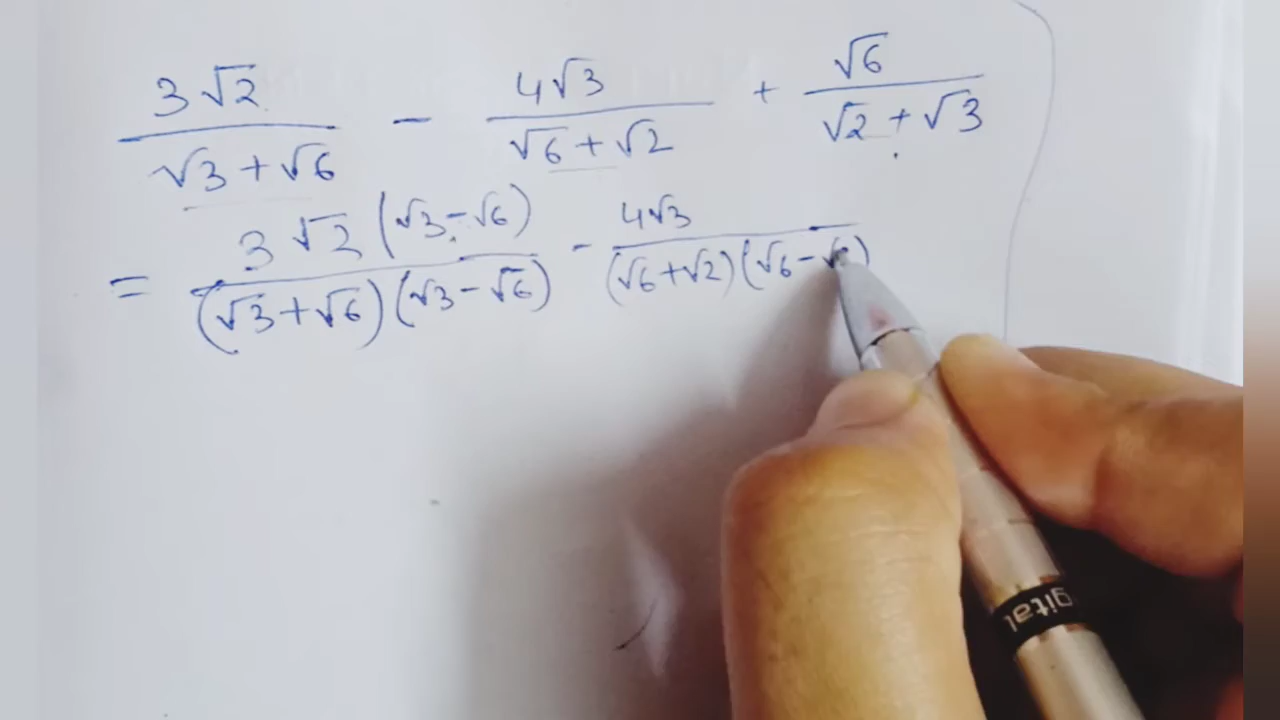 3√2 / (√3 + √6) - 4√3 / (√6 + √2) + √6 / (√2 + √3)
= 3√2(√3-√6) / (√3+√6)(√3-√6) - 4√3 / (√6+√2)(√6-√
gital